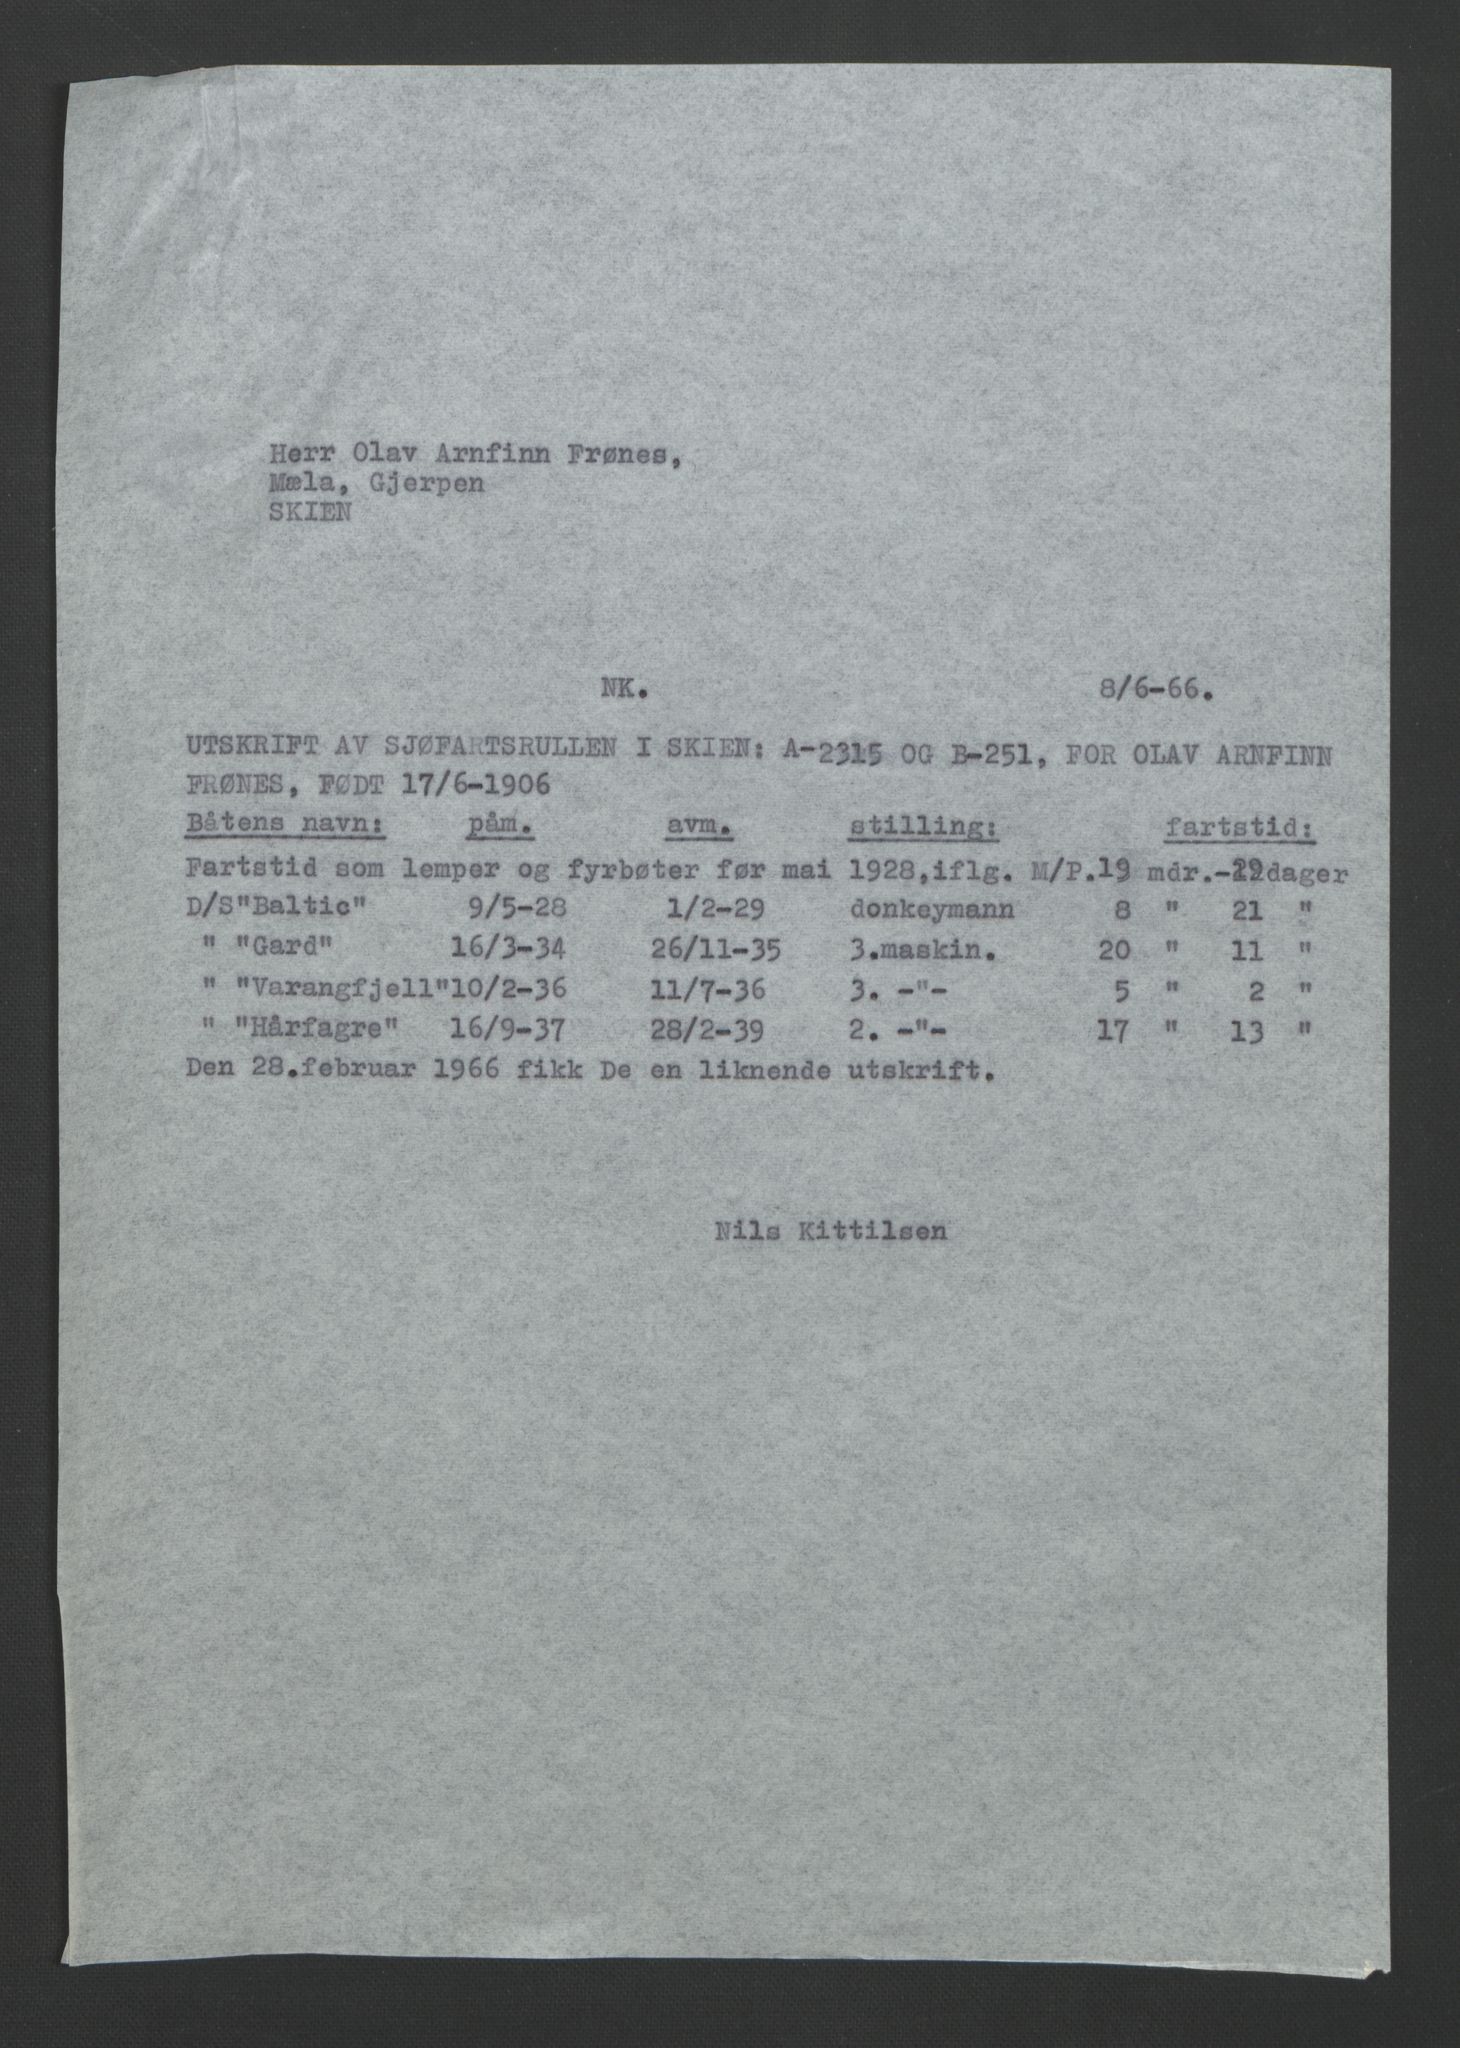 Herr Olav Arnfinn Frønes,
Mæla, Gjerpen
SKIEN
NK. 8/6-66.
UTSKRIFT AV SJØFARTSRULLEN I SKIEN: A-2315 OG B-251, FOR OLAV ARNFINN
FRØNES, FØDT 17/6-1906
Båtens navn: påm. avm. stilling: fartstid:
Fartstid som lemper og fyrbøter før mai 1928,iflg. M/P.19 mdr.- dager
D/S"Baltic" 9/5-28 1/2-29 donkeymann 8 " 21 "
" "Gard" 16/3-34 26/11-35 3.maskin. 20 " 11 "
" "Varangfjell"10/2-36 11/7-36 3. -"- 5 " 2 "
" "Hårfagre" 16/9-37 28/2-39 2. -"- 17 " 13 "
Den 28.februar 1966 fikk De en liknende utskrift.
Nils Kittilsen